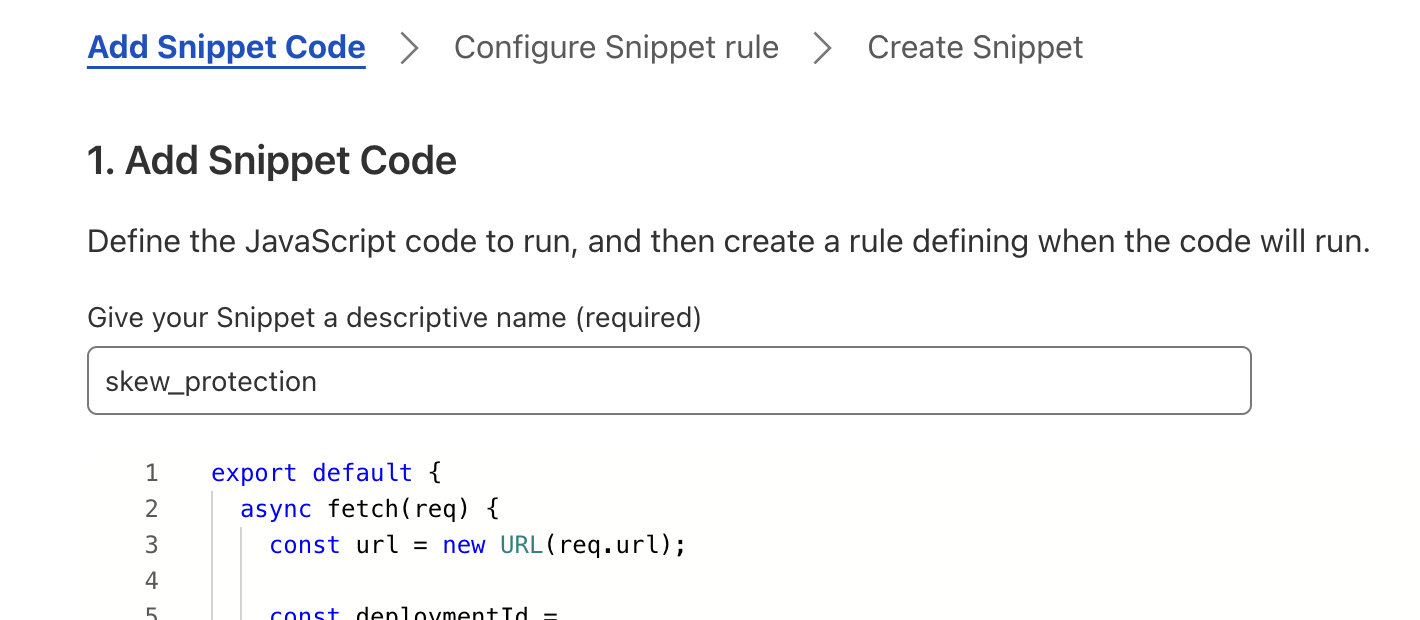 Add Snippet Code > Configure Snippet rule > Create Snippet
1. Add Snippet Code
Define the JavaScript code to run, and then create a rule defining when the code will run.
Give your Snippet a descriptive name (required)
skew_protection
1 export default {
2 async fetch(req) {
3 const url = new URL(req.url);
4
5 const deploymentId =